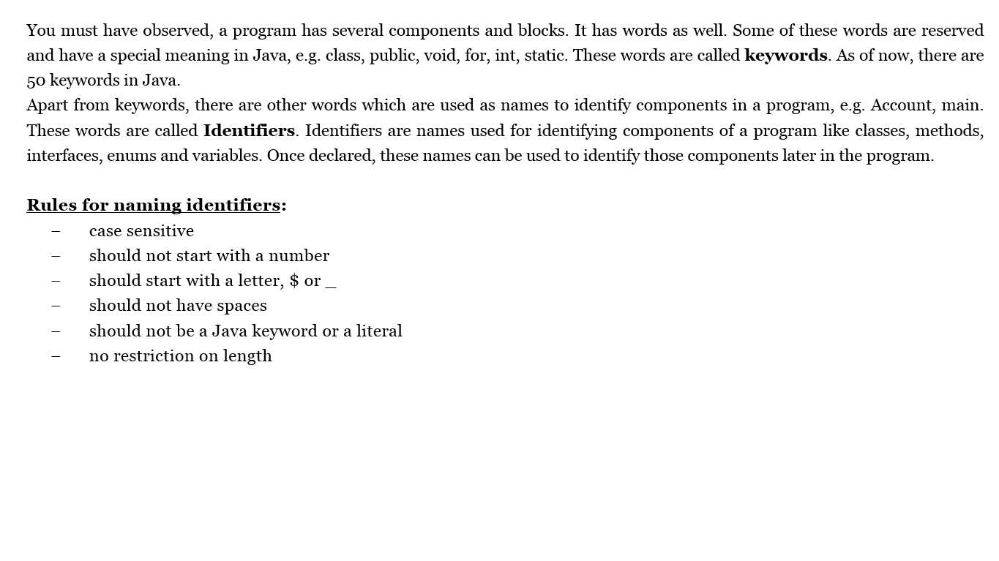 You must have observed, a program has several components and blocks. It has words as well. Some of these words are reserved
and have a special meaning in Java, e.g. class, public, void, for, int, static. These words are called keywords. As of now, there are
50 keywords in Java.
Apart from keywords, there are other words which are used as names to identify components in a program, e.g. Account, main.
These words are called Identifiers. Identifiers are names used for identifying components of a program like classes, methods,
interfaces, enums and variables. Once declared, these names can be used to identify those components later in the program.
Rules for naming identifiers:
– case sensitive
– should not start with a number
– should start with a letter, $ or _
– should not have spaces
– should not be a Java keyword or a literal
– no restriction on length